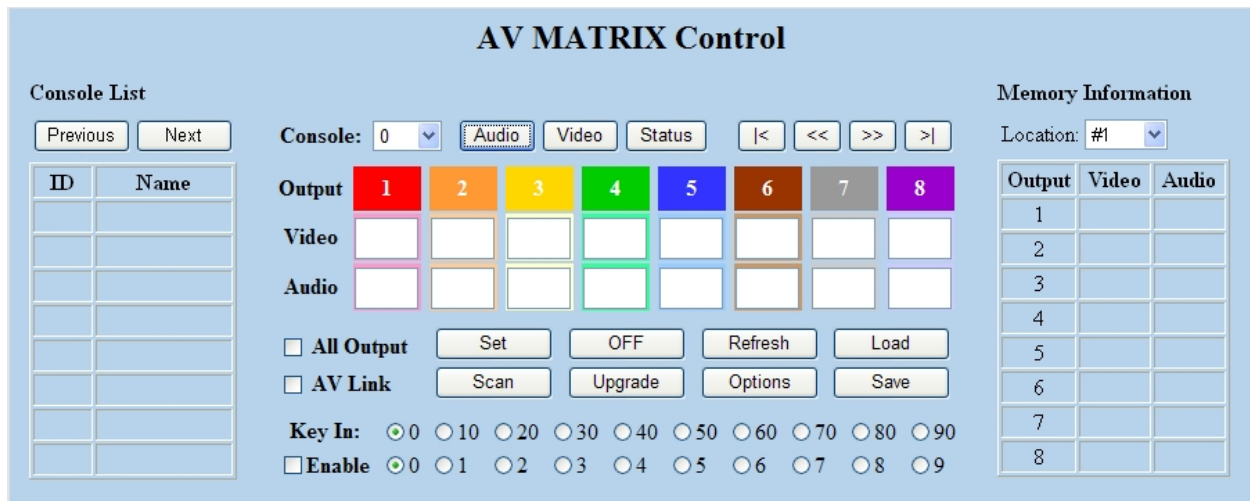 AV MATRIX Control
Console List
Previous Next
ID Name
Console: 0 Audio Video Status |< << >> >|
Output 1 2 3 4 5 6 7 8
Video
Audio
All Output Set OFF Refresh Load
AV Link Scan Upgrade Options Save
Key In: 0 10 20 30 40 50 60 70 80 90
Enable 0 1 2 3 4 5 6 7 8 9
Memory Information
Location: #1
Output Video Audio
1
2
3
4
5
6
7
8